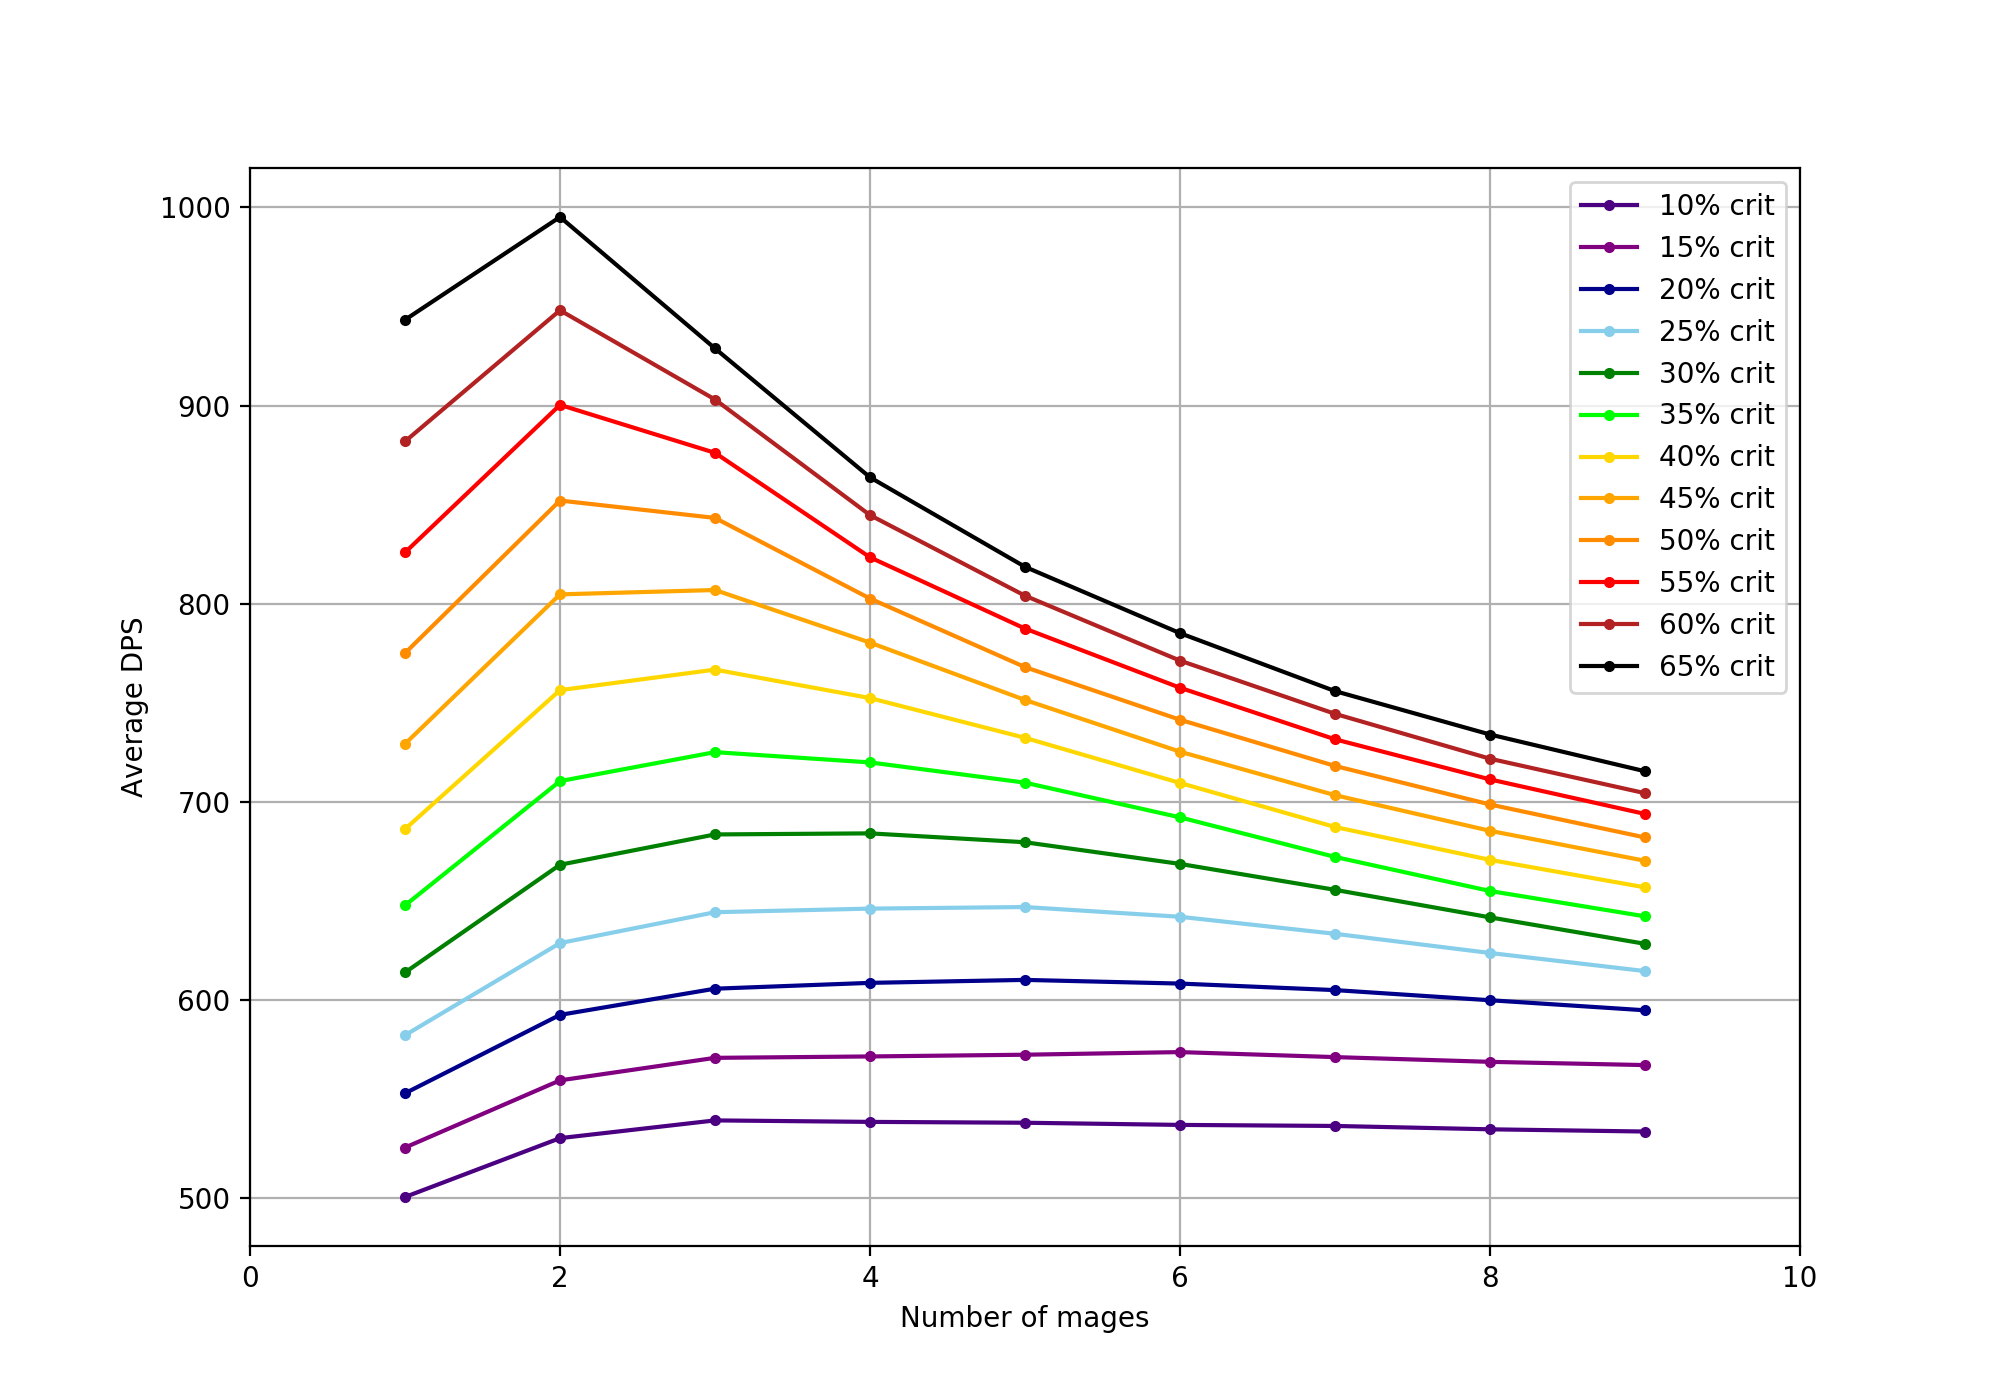 1000
900
800
700
600
500
Average DPS
0
2
4
6
8
10
Number of mages
10% crit
15% crit
20% crit
25% crit
30% crit
35% crit
40% crit
45% crit
50% crit
55% crit
60% crit
65% crit